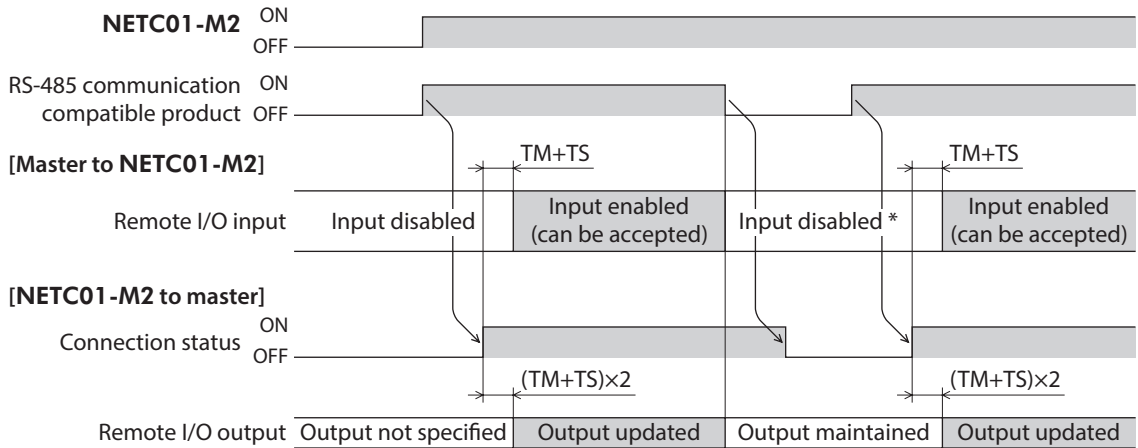 NETC01-M2 ON
OFF
RS-485 communication ON
compatible product OFF
[Master to NETC01-M2] TM+TS TM+TS
Remote I/O input Input disabled Input enabled (can be accepted) Input disabled * Input enabled (can be accepted)
[NETC01-M2 to master]
ON
Connection status
OFF
(TM+TS)×2 (TM+TS)×2
Remote I/O output Output not specified Output updated Output maintained Output updated